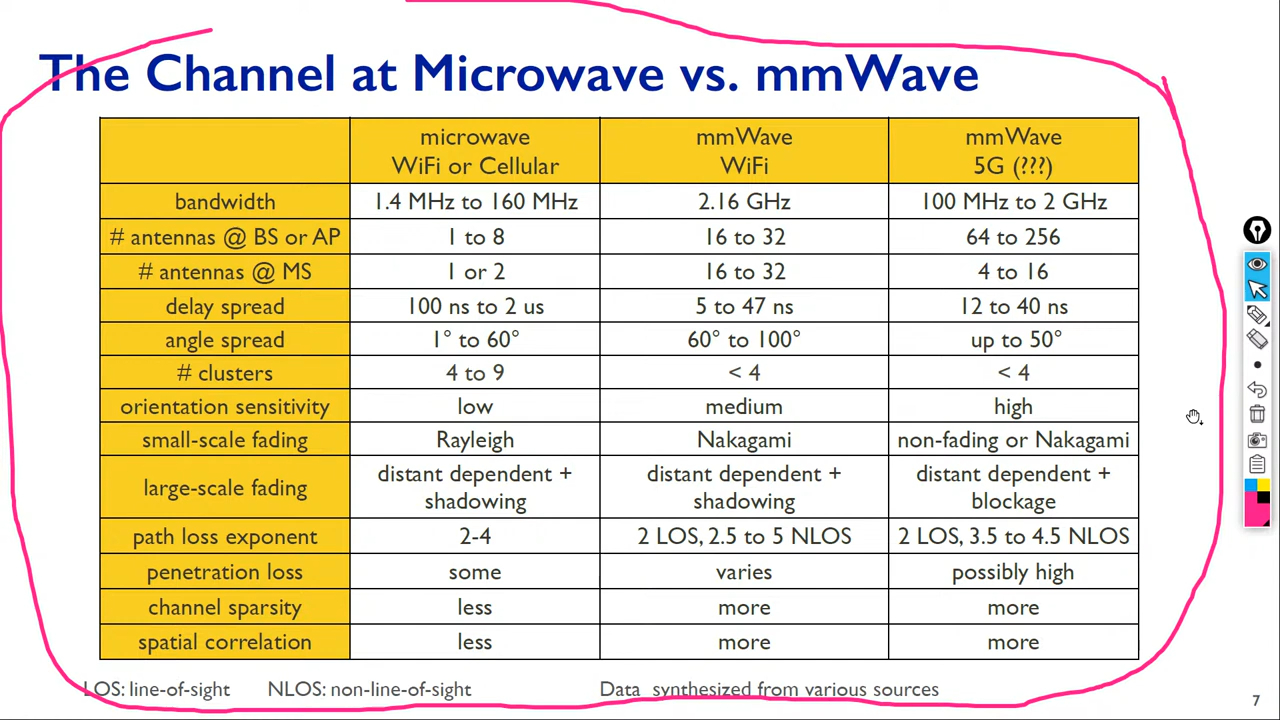 The Channel at Microwave vs. mmWave
microwave WiFi or Cellular | mmWave WiFi | mmWave 5G (???)
bandwidth | 1.4 MHz to 160 MHz | 2.16 GHz | 100 MHz to 2 GHz
# antennas @ BS or AP | 1 to 8 | 16 to 32 | 64 to 256
# antennas @ MS | 1 or 2 | 16 to 32 | 4 to 16
delay spread | 100 ns to 2 us | 5 to 47 ns | 12 to 40 ns
angle spread | 1° to 60° | 60° to 100° | up to 50°
# clusters | 4 to 9 | < 4 | < 4
orientation sensitivity | low | medium | high
small-scale fading | Rayleigh | Nakagami | non-fading or Nakagami
large-scale fading | distant dependent + shadowing | distant dependent + shadowing | distant dependent + blockage
path loss exponent | 2-4 | 2 LOS, 2.5 to 5 NLOS | 2 LOS, 3.5 to 4.5 NLOS
penetration loss | some | varies | possibly high
channel sparsity | less | more | more
spatial correlation | less | more | more
LOS: line-of-sight NLOS: non-line-of-sight Data synthesized from various sources
7